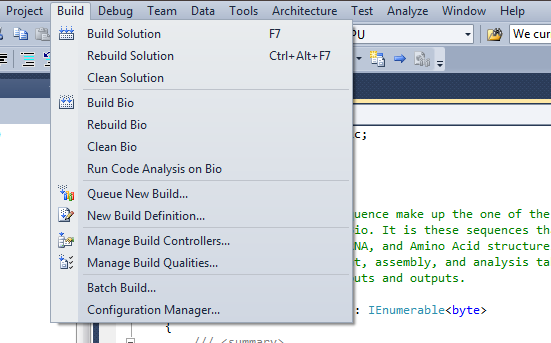 Project Build Debug Team Data Tools Architecture Test Analyze Window Help
Build Solution F7
PU
We cur
Rebuild Solution Ctrl+Alt+F7
Clean Solution
Build Bio
Rebuild Bio
c;
Clean Bio
Run Code Analysis on Bio
Queue New Build...
New Build Definition...
uence make up the one of the
io. It is these sequences th
Manage Build Controllers...
NA, and Amino Acid structure
Manage Build Qualities...
t, assembly, and analysis ta
uts and outputs.
Batch Build...
Configuration Manager...
: IEnumerable<byte>
{
/// <summary>